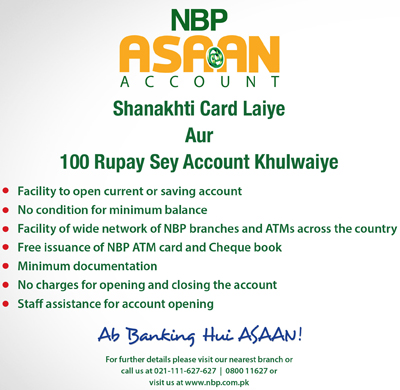 NBP
ASAAN
ACCOUNT
Shanakhti Card Laiye
Aur
100 Rupay Sey Account Khulwaiye
• Facility to open current or saving account
• No condition for minimum balance
• Facility of wide network of NBP branches and ATMs across the country
• Free issuance of NBP ATM card and Cheque book
• Minimum documentation
• No charges for opening and closing the account
• Staff assistance for account opening
Ab Banking Hui ASAAN!
For further details please visit our nearest branch or
call us at 021-111-627-627 | 0800 11627 or
visit us at www.nbp.com.pk